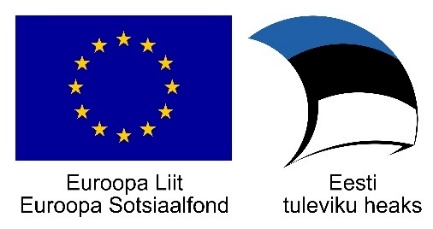 Euroopa Liit
Euroopa Sotsiaalfond
Eesti
tuleviku heaks